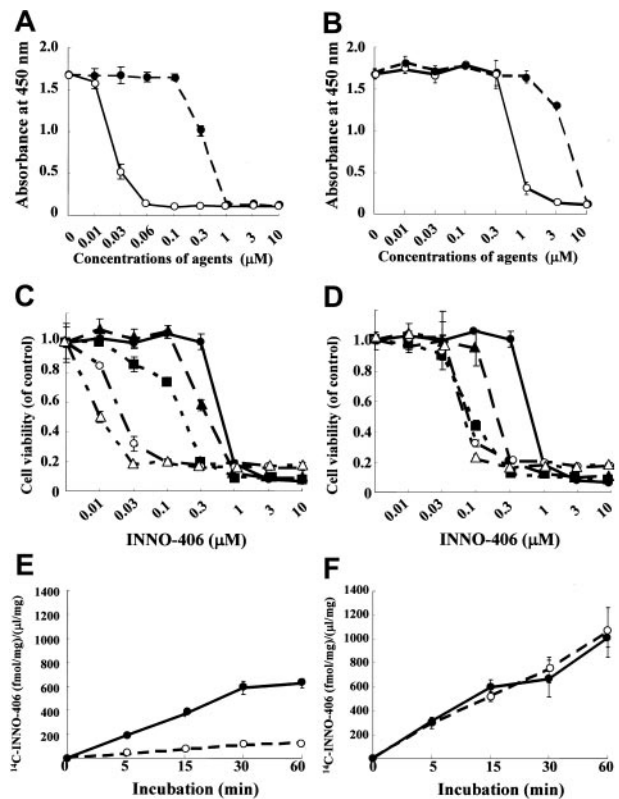 A
B
Absorbance at 450 nm
2.0
1.5
1.0
0.5
0
0 0.01 0.03 0.06 0.1 0.3 1 3 10
Concentrations of agents (μM)
Absorbance at 450 nm
2.0
1.5
1.0
0.5
0
0 0.01 0.03 0.1 0.3 1 3 10
Concentrations of agents (μM)
C
D
Cell viability (of control)
1.0
0.8
0.6
0.4
0.2
0
0.01 0.03 0.1 0.3 1 3 10
INNO-406 (μM)
Cell viability (of control)
1.0
0.8
0.6
0.4
0.2
0
0.01 0.03 0.1 0.3 1 3 10
INNO-406 (μM)
E
F
¹⁴C-INNO-406 (fmol/mg)/(μl/mg)
1400
1200
1000
800
600
400
200
0 5 15 30 60
Incubation (min)
¹⁴C-INNO-406 (fmol/mg)/(μl/mg)
1400
1200
1000
800
600
400
200
0 5 15 30 60
Incubation (min)